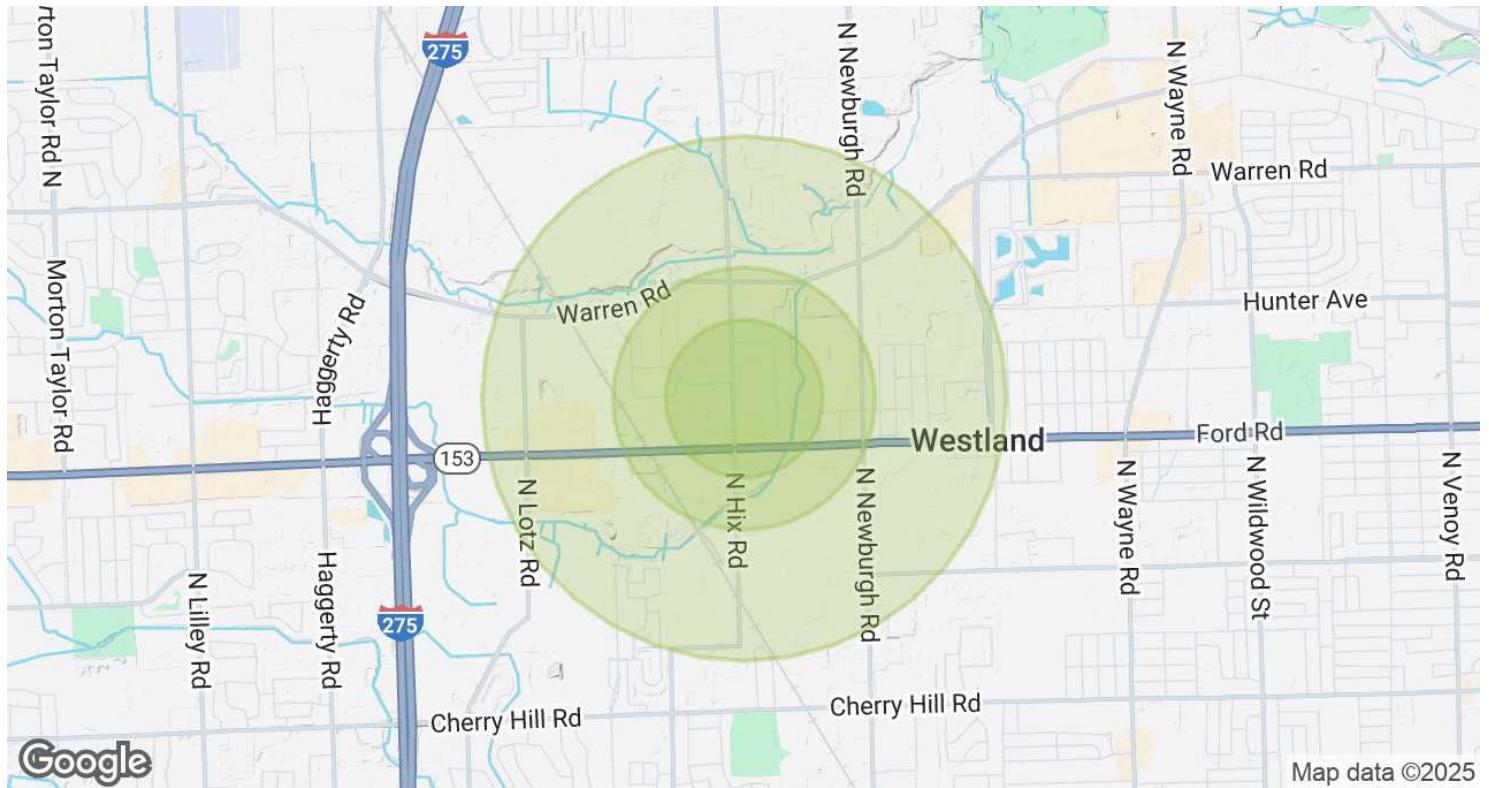 rton Taylor Rd N
275
N Newburgh Rd
N Wayne Rd
Warren Rd
Morton Taylor Rd
Haggerty Rd
Warren Rd
Hunter Ave
Westland
Ford Rd
153
N Lotz Rd
N Hix Rd
N Newburgh Rd
N Wayne Rd
N Wildwood St
N Venoy Rd
N Lilley Rd
Haggerty Rd
275
Cherry Hill Rd
Cherry Hill Rd
Google
Map data ©2025